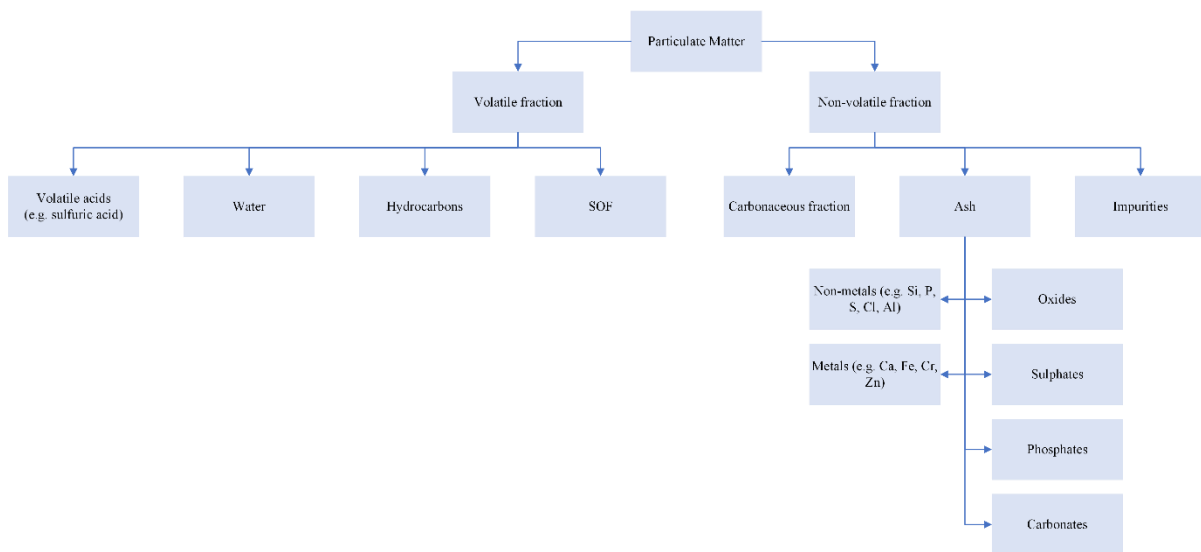 Particulate Matter
Volatile fraction
Non-volatile fraction
Volatile acids
(e.g. sulfuric acid)
Water
Hydrocarbons
SOF
Carbonaceous fraction
Ash
Impurities
Non-metals (e.g. Si, P,
S, Cl, Al)
Oxides
Metals (e.g. Ca, Fe, Cr,
Zn)
Sulphates
Phosphates
Carbonates